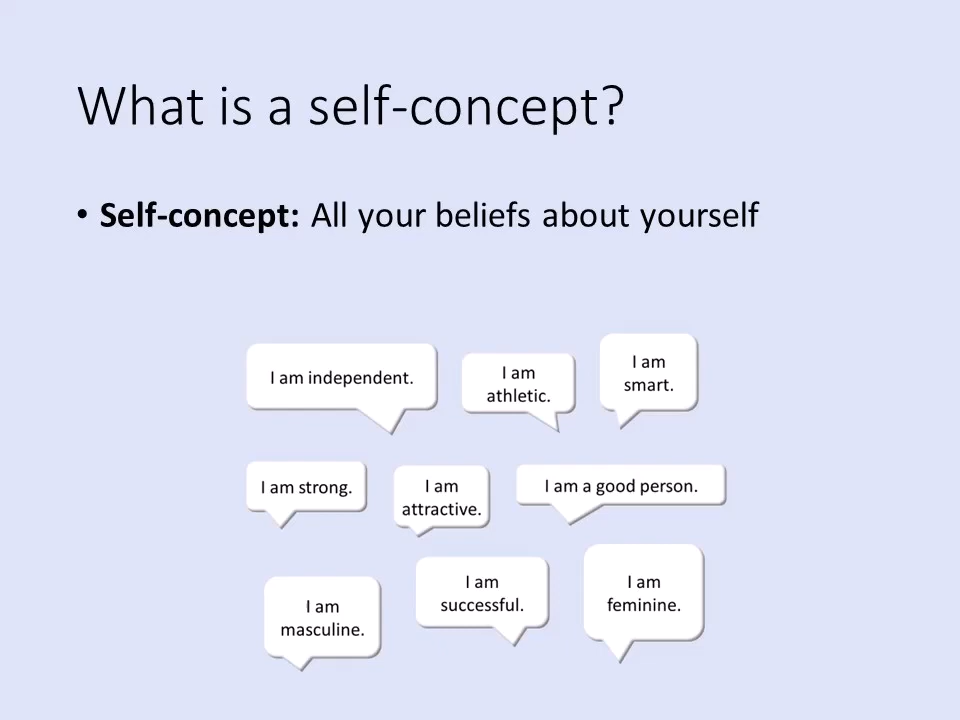 What is a self-concept?
• Self-concept: All your beliefs about yourself
I am independent.
I am
athletic.
I am
smart.
I am strong.
I am
attractive.
I am a good person.
I am
masculine.
I am
successful.
I am
feminine.